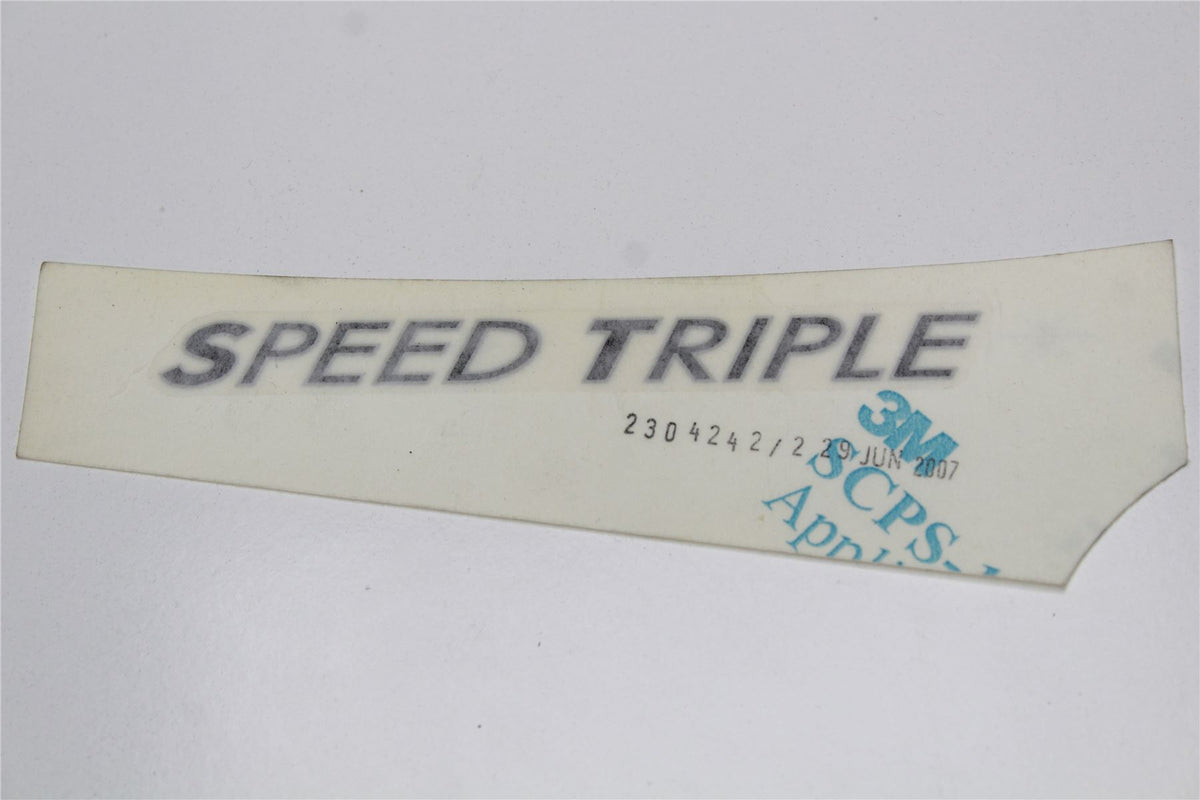 SPEED TRIPLE
2304242/2 29 JUN 2007
3M
SCPS-